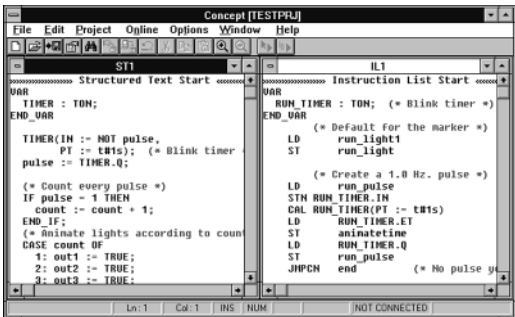 Concept [TESTPRJ]
File Edit Project Online Options Window Help
ST1
»»»»»»»»»»» Structured Text Start «««««««
VAR
TIMER : TON;
END_VAR
TIMER(IN := NOT pulse,
PT := t#1s); (* Blink timer *
pulse := TIMER.Q;
(* Count every pulse *)
IF pulse = 1 THEN
count := count + 1;
END_IF;
(* Animate lights according to count
CASE count OF
1: out1 := TRUE;
2: out2 := TRUE;
3: out3 := TRUE;
IL1
»»»»»»»»»»» Instruction List Start «««««««
VAR
RUN_TIMER : TON; (* Blink timer *)
END_VAR
(* Default for the marker *)
LD run_light1
ST run_light
(* Create a 1.0 Hz. pulse *)
LD run_pulse
STN RUN_TIMER.IN
CAL RUN_TIMER(PT := t#1s)
LD RUN_TIMER.ET
ST animatetime
LD RUN_TIMER.Q
ST run_pulse
JMPCN end (* No pulse ye
Ln: 1 Col: 1 INS NUM NOT CONNECTED